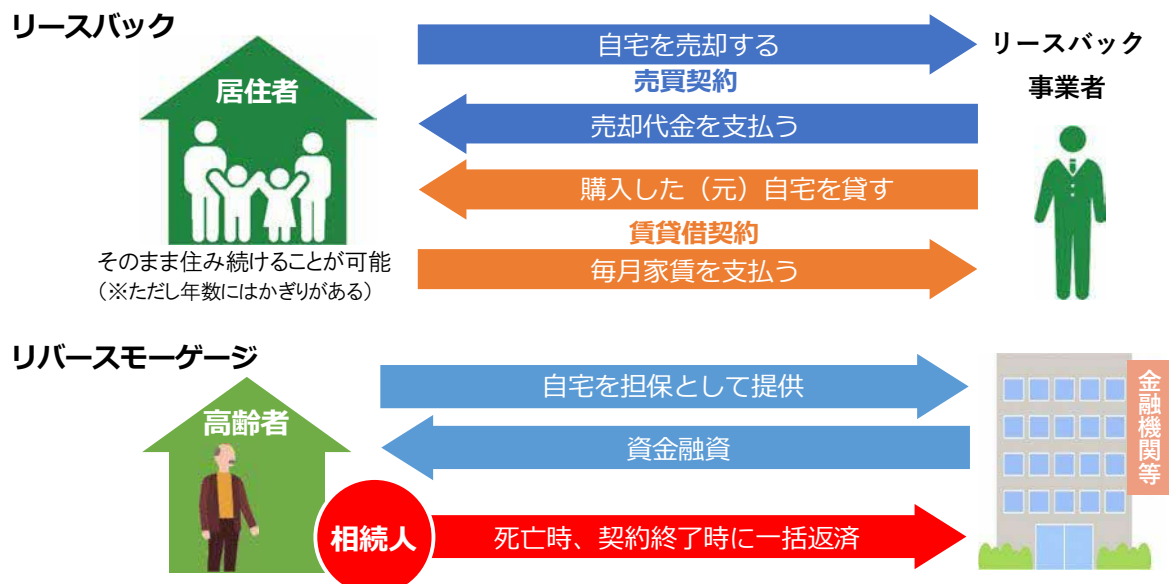 リースバック
居住者
そのまま住み続けることが可能
（※ただし年数にはかぎりがある）
自宅を売却する
売買契約
売却代金を支払う
購入した（元）自宅を貸す
賃貸借契約
毎月家賃を支払う
リースバック
事業者
リバースモーゲージ
高齢者
相続人
自宅を担保として提供
資金融資
死亡時、契約終了時に一括返済
金融機関等